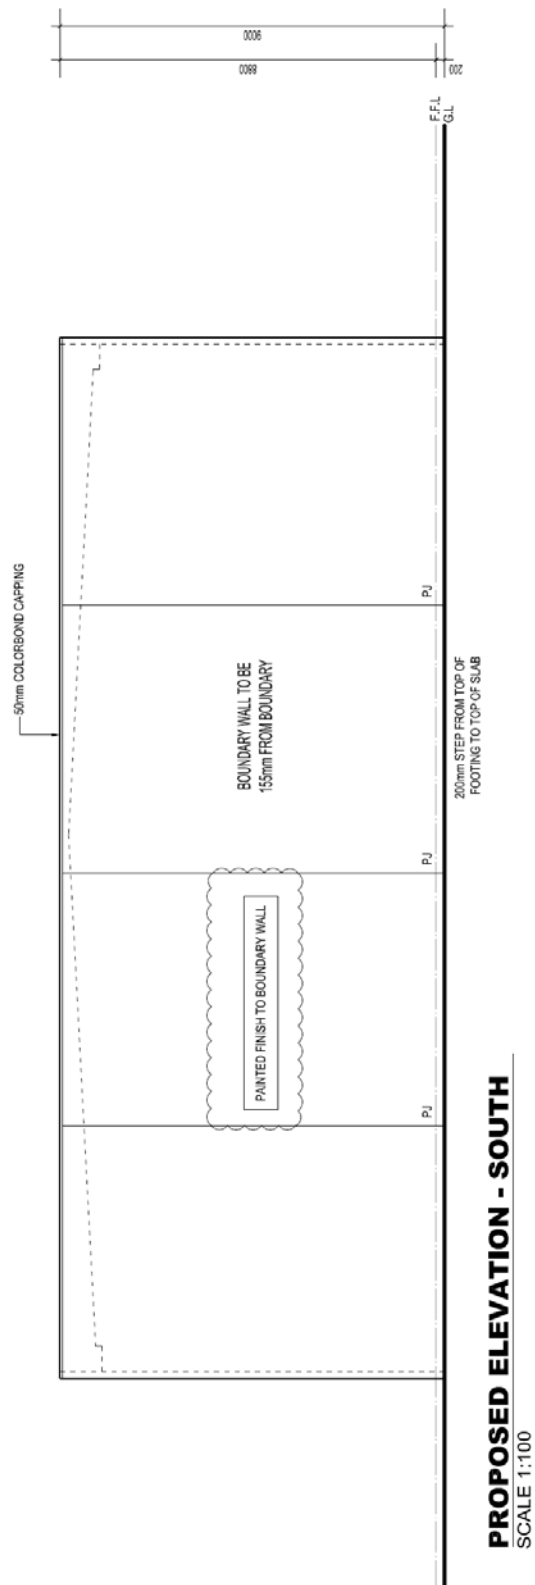 50mm COLORBOND CAPPING
9000
8800
200
F.F.L
G.L
BOUNDARY WALL TO BE
155mm FROM BOUNDARY
PAINTED FINISH TO BOUNDARY WALL
PJ
PJ
PJ
200mm STEP FROM TOP OF
FOOTING TO TOP OF SLAB
PROPOSED ELEVATION - SOUTH
SCALE 1:100